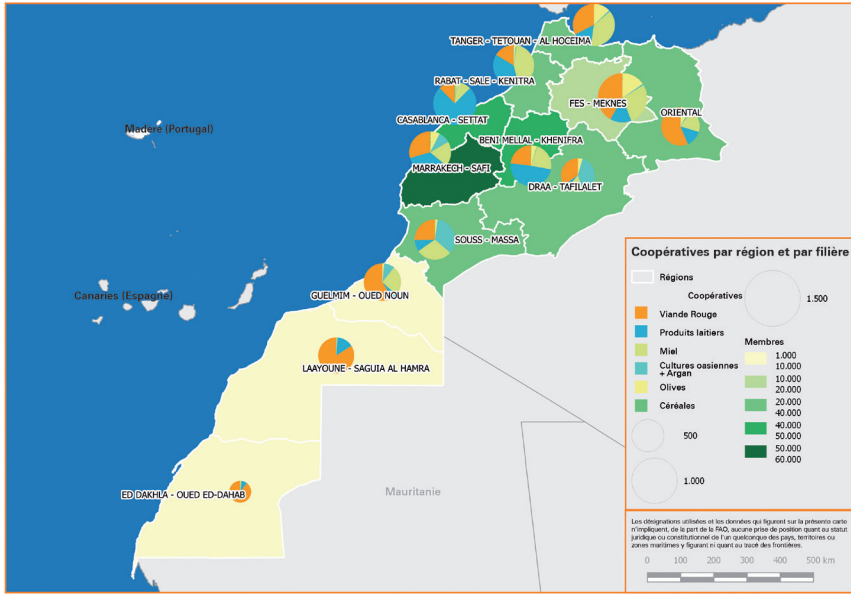 TANGER - TETOUAN - AL HOCEIMA
RABAT - SALE - KENITRA
FES - MEKNES
ORIENTAL
CASABLANCA - SETTAT
Madère (Portugal)
BENI MELLAL - KHENIFRA
MARRAKECH - SAFI
DRAA - TAFILALET
SOUSS - MASSA
Canaries (Espagne)
GUELMIM - OUED NOUN
LAAYOUNE - SAGUIA AL HAMRA
ED DAKHLA - OUED ED-DAHAB
Mauritanie
Coopératives par région et par filière
Régions
Coopératives
1.500
Viande Rouge
Produits laitiers
Miel
Cultures oasiennes
+ Argan
Olives
Céréales
500
1.000
Membres
1.000
10.000
10.000
20.000
20.000
40.000
40.000
50.000
50.000
60.000
Les désignations utilisées et les données qui figurent sur la présente carte
n'impliquent, de la part de la FAO, aucune prise de position quant au statut
juridique ou constitutionnel de l'un quelconque des pays, territoires ou
zones maritimes y figurant ni quant au tracé des frontières.
0 100 200 300 400 500 km